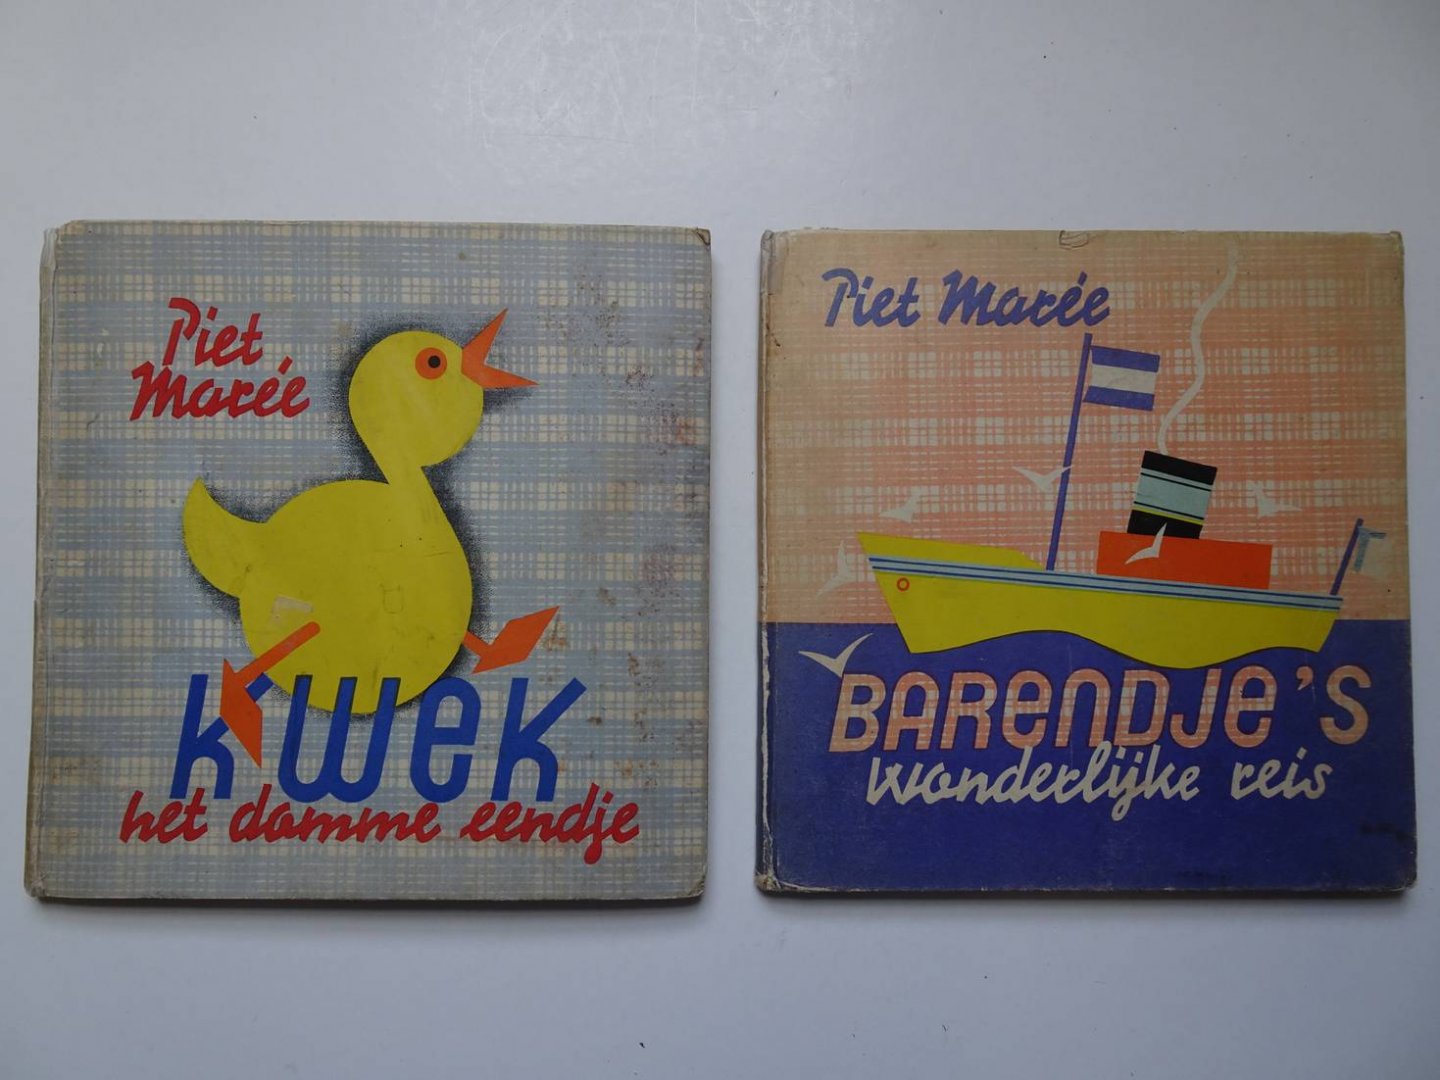 Piet
Marée
kwek
het domme eendje
Piet Marée
BARENDJE'S
wonderlijke reis